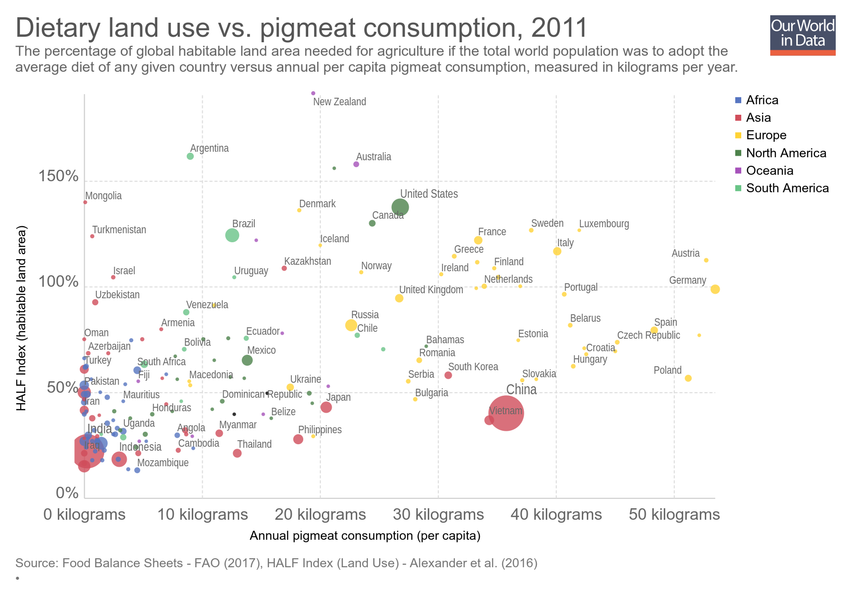 Dietary land use vs. pigmeat consumption, 2011
Our World
in Data
The percentage of global habitable land area needed for agriculture if the total world population was to adopt the
average diet of any given country versus annual per capita pigmeat consumption, measured in kilograms per year.
Africa
Asia
Europe
North America
Oceania
South America
HALF Index (habitable land area)
150%
100%
50%
0%
New Zealand
Argentina
Australia
Mongolia
United States
Denmark
Canada
Turkmenistan
Brazil
Iceland
France
Sweden
Luxembourg
Italy
Greece
Austria
Israel
Uruguay
Kazakhstan
Norway
Ireland
Finland
Netherlands
Germany
Uzbekistan
Venezuela
United Kingdom
Portugal
Armenia
Russia
Belarus
Spain
Oman
Ecuador
Chile
Estonia
Czech Republic
Azerbaijan
Bolivia
Mexico
Bahamas
Croatia
Turkey
South Africa
Romania
Hungary
Fiji
Macedonia
South Korea
Slovakia
Poland
Pakistan
Ukraine
Serbia
China
Mauritius
Dominican Republic
Japan
Bulgaria
Iran
Honduras
Belize
Vietnam
India
Uganda
Angola
Myanmar
Philippines
Iraq
Indonesia
Cambodia
Thailand
Mozambique
0 kilograms
10 kilograms
20 kilograms
30 kilograms
40 kilograms
50 kilograms
Annual pigmeat consumption (per capita)
Source: Food Balance Sheets - FAO (2017), HALF Index (Land Use) - Alexander et al. (2016)
•